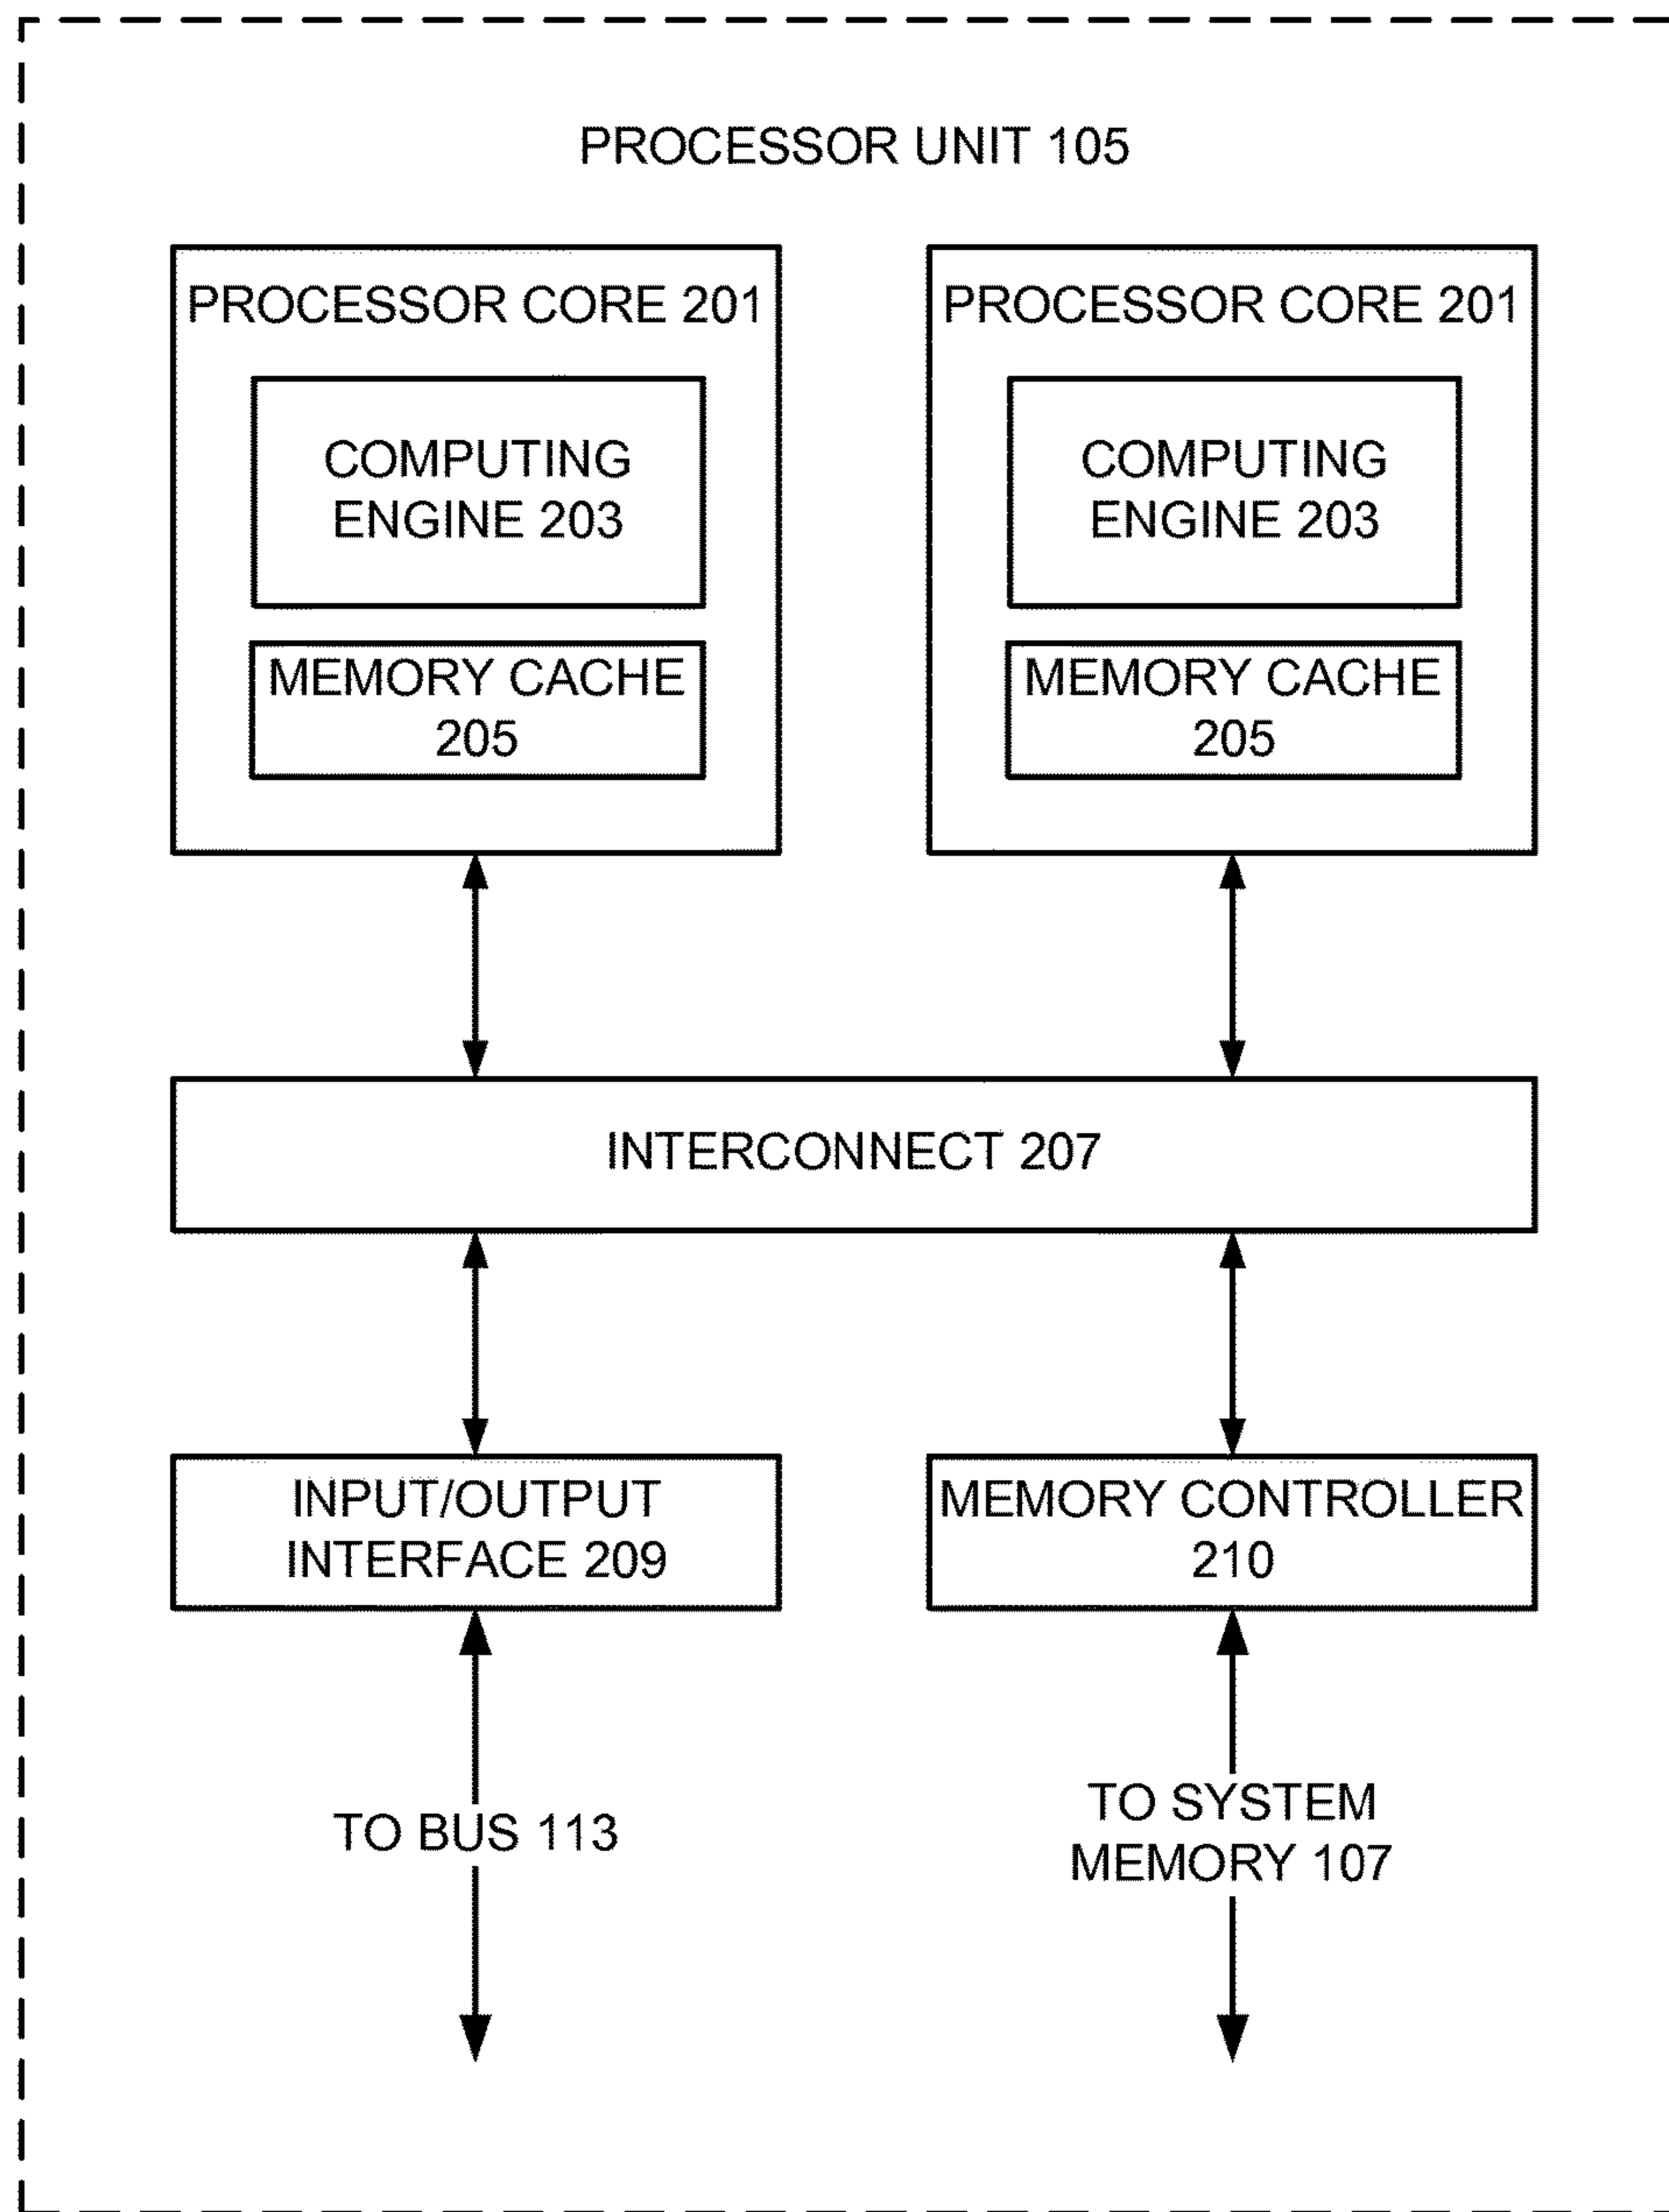 PROCESSOR UNIT 105
PROCESSOR CORE 201
COMPUTING
ENGINE 203
MEMORY CACHE
205
PROCESSOR CORE 201
COMPUTING
ENGINE 203
MEMORY CACHE
205
INTERCONNECT 207
INPUT/OUTPUT
INTERFACE 209
MEMORY CONTROLLER
210
TO BUS 113
TO SYSTEM
MEMORY 107